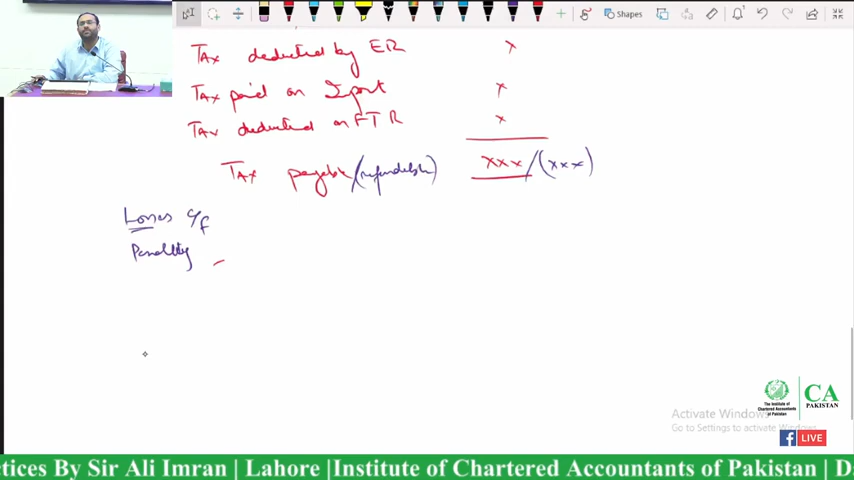 Shapes
Tax deducted by ER x
Tax paid on Import x
Tax deducted on FTR x
Tax payable/(refundable) xxx/(xxx)
Losses c/f
Penality
Activate Windows
Go to Settings to activate Windows.
The Institute of
Chartered Accountants
of Pakistan
CA
PAKISTAN
LIVE
ctices By Sir Ali Imran | Lahore |Institute of Chartered Accountants of Pakistan | D